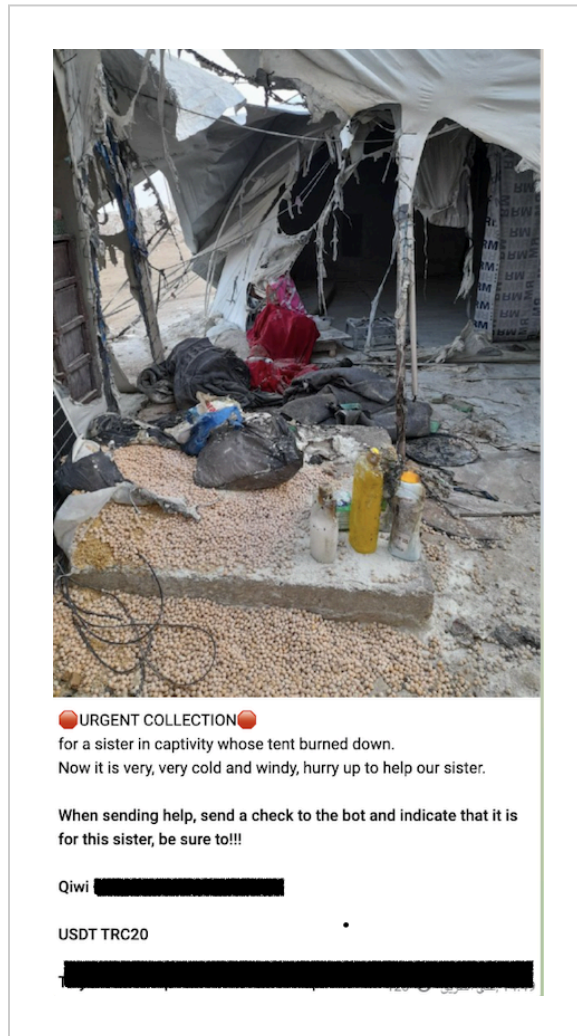 🛑URGENT COLLECTION🛑
for a sister in captivity whose tent burned down.
Now it is very, very cold and windy, hurry up to help our sister.
When sending help, send a check to the bot and indicate that it is
for this sister, be sure to!!!
Qiwi
USDT TRC20